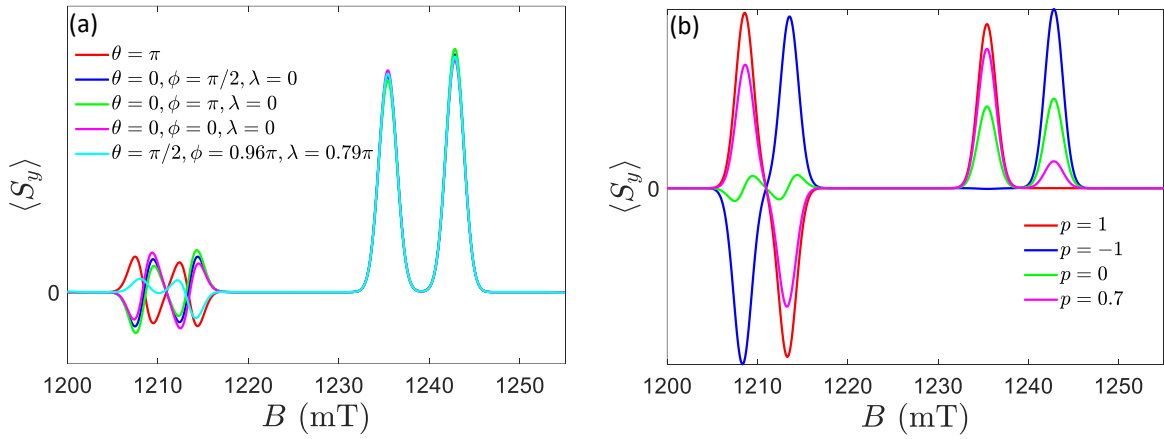 (a)
θ = π
θ = 0, ϕ = π/2, λ = 0
θ = 0, ϕ = π, λ = 0
θ = 0, ϕ = 0, λ = 0
θ = π/2, ϕ = 0.96π, λ = 0.79π
⟨S_y⟩
0
1200 1210 1220 1230 1240 1250
B (mT)
(b)
⟨S_y⟩
0
p = 1
p = −1
p = 0
p = 0.7
1200 1210 1220 1230 1240 1250
B (mT)